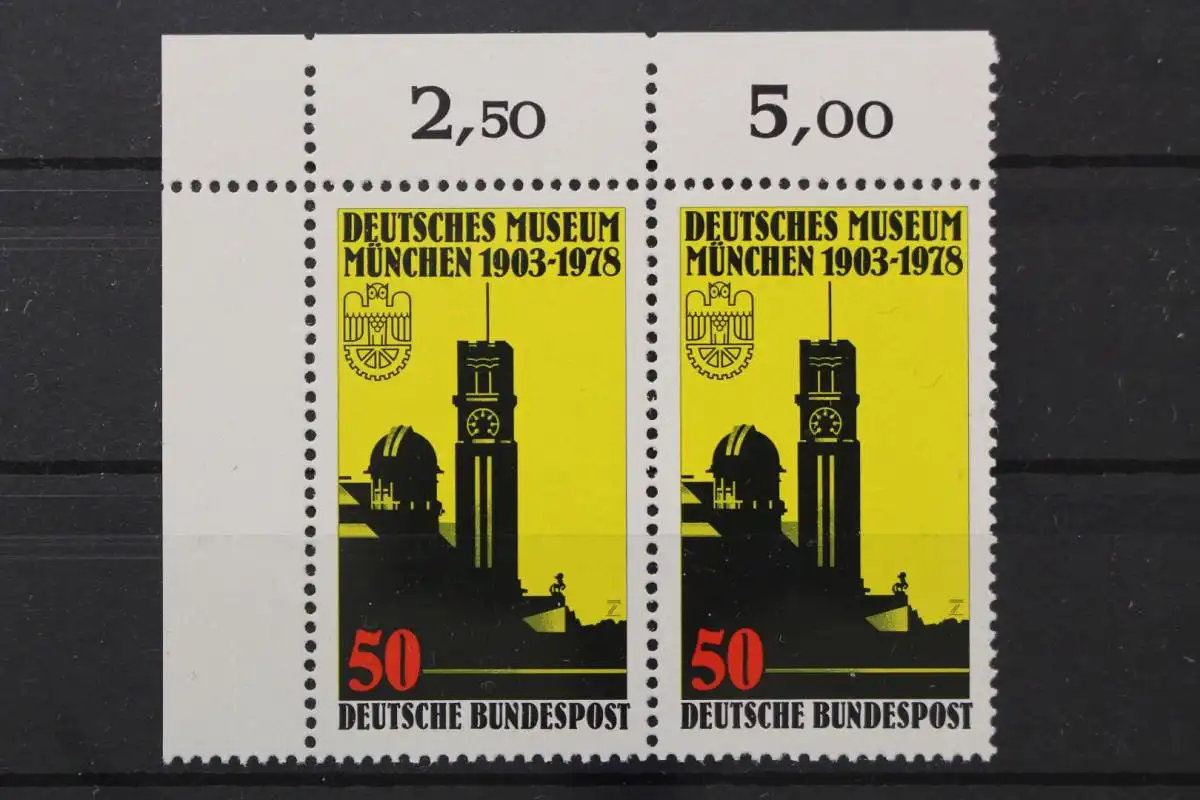 2,50
5,00
DEUTSCHES MUSEUM
MÜNCHEN 1903-1978
50
DEUTSCHE BUNDESPOST
DEUTSCHES MUSEUM
MÜNCHEN 1903-1978
50
DEUTSCHE BUNDESPOST